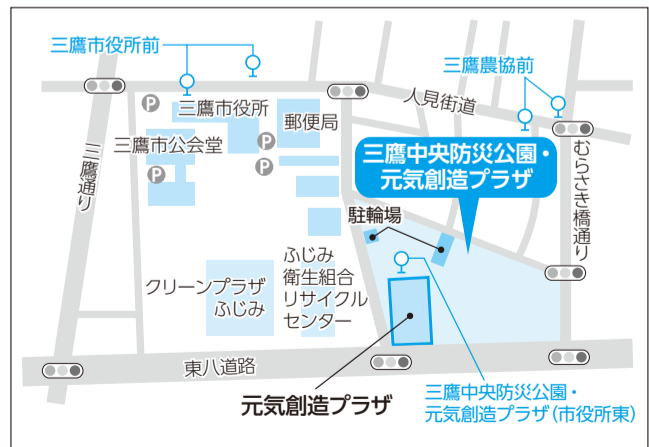 三鷹市役所前
三鷹農協前
人見街道
P
三鷹市役所
郵便局
三鷹市公会堂
P
P
P
三鷹通り
三鷹中央防災公園・
元気創造プラザ
むらさき橋通り
駐輪場
ふじみ
衛生組合
リサイクル
センター
クリーンプラザ
ふじみ
東八道路
元気創造プラザ
三鷹中央防災公園・
元気創造プラザ(市役所東)